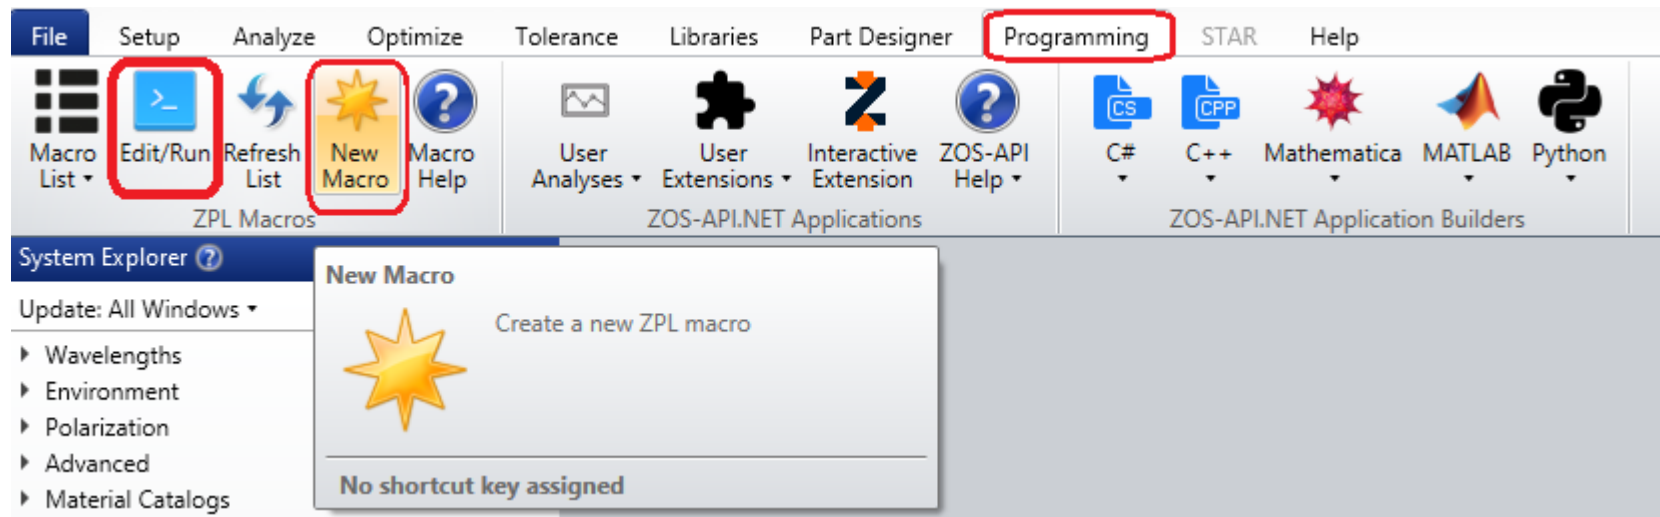 File Setup Analyze Optimize Tolerance Libraries Part Designer Programming STAR Help
Macro List
Edit/Run
Refresh List
New Macro
Macro Help
User Analyses
User Extensions
Interactive Extension
ZOS-API Help
CS
C#
CPP
C++
Mathematica
MATLAB
Python
ZPL Macros
ZOS-API.NET Applications
ZOS-API.NET Application Builders
System Explorer ?
Update: All Windows
Wavelengths
Environment
Polarization
Advanced
Material Catalogs
New Macro
Create a new ZPL macro
No shortcut key assigned